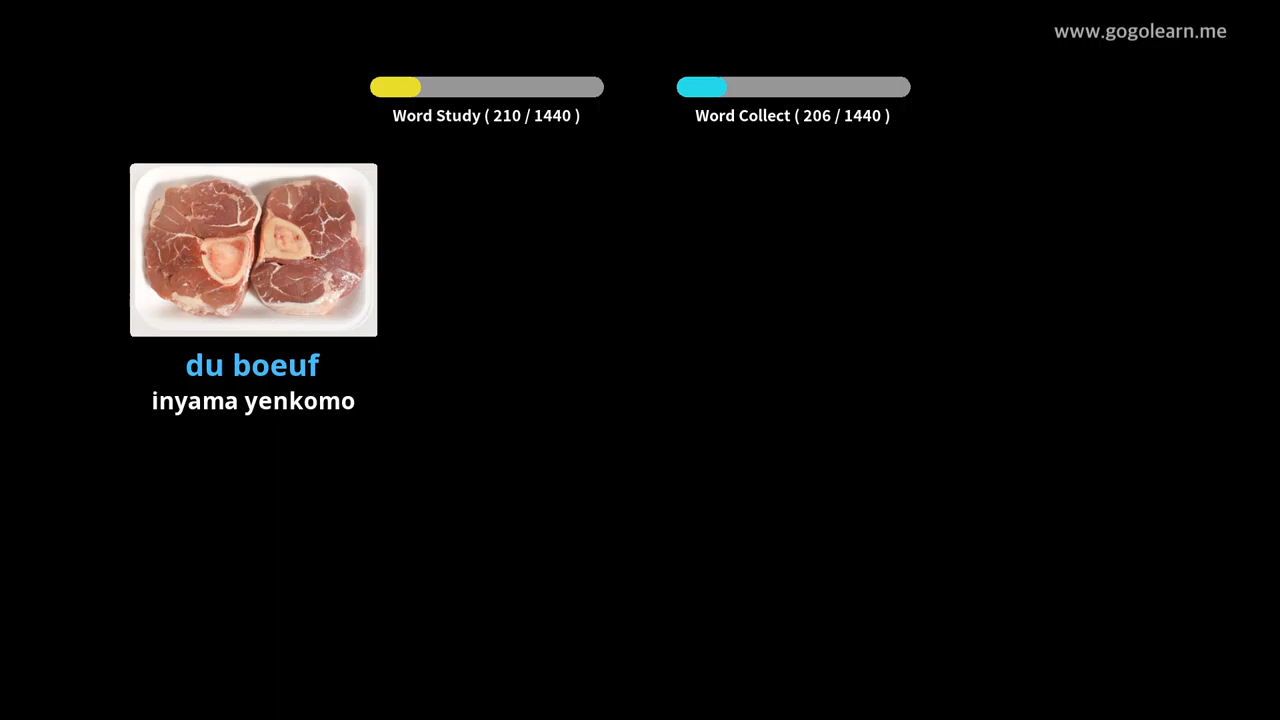 www.gogolearn.me
Word Study ( 210 / 1440 )
Word Collect ( 206 / 1440 )
du boeuf
inyama yenkomo